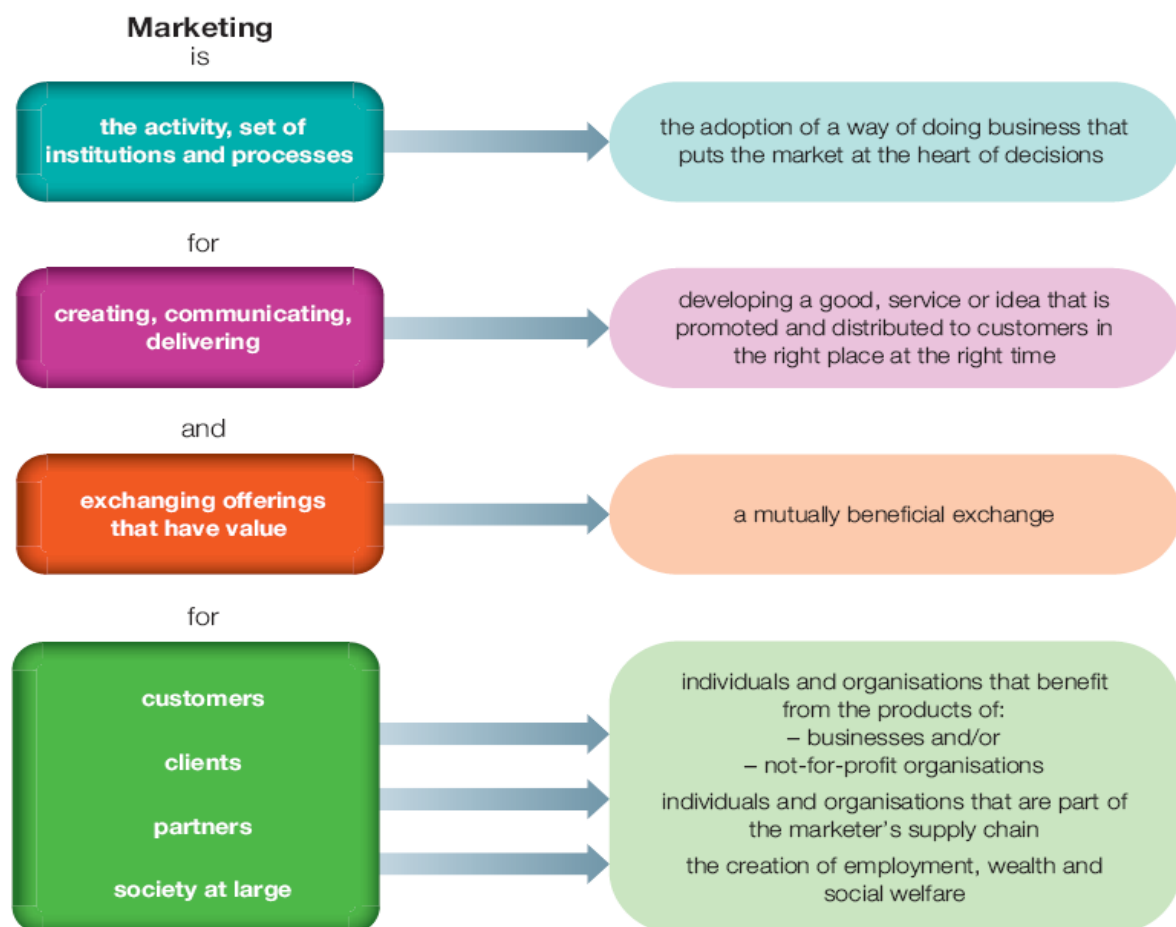 Marketing
is
the activity, set of
institutions and processes
the adoption of a way of doing business that
puts the market at the heart of decisions
for
creating, communicating,
delivering
developing a good, service or idea that is
promoted and distributed to customers in
the right place at the right time
and
exchanging offerings
that have value
a mutually beneficial exchange
for
customers
clients
partners
society at large
individuals and organisations that benefit
from the products of:
– businesses and/or
– not-for-profit organisations
individuals and organisations that are part of
the marketer's supply chain
the creation of employment, wealth and
social welfare